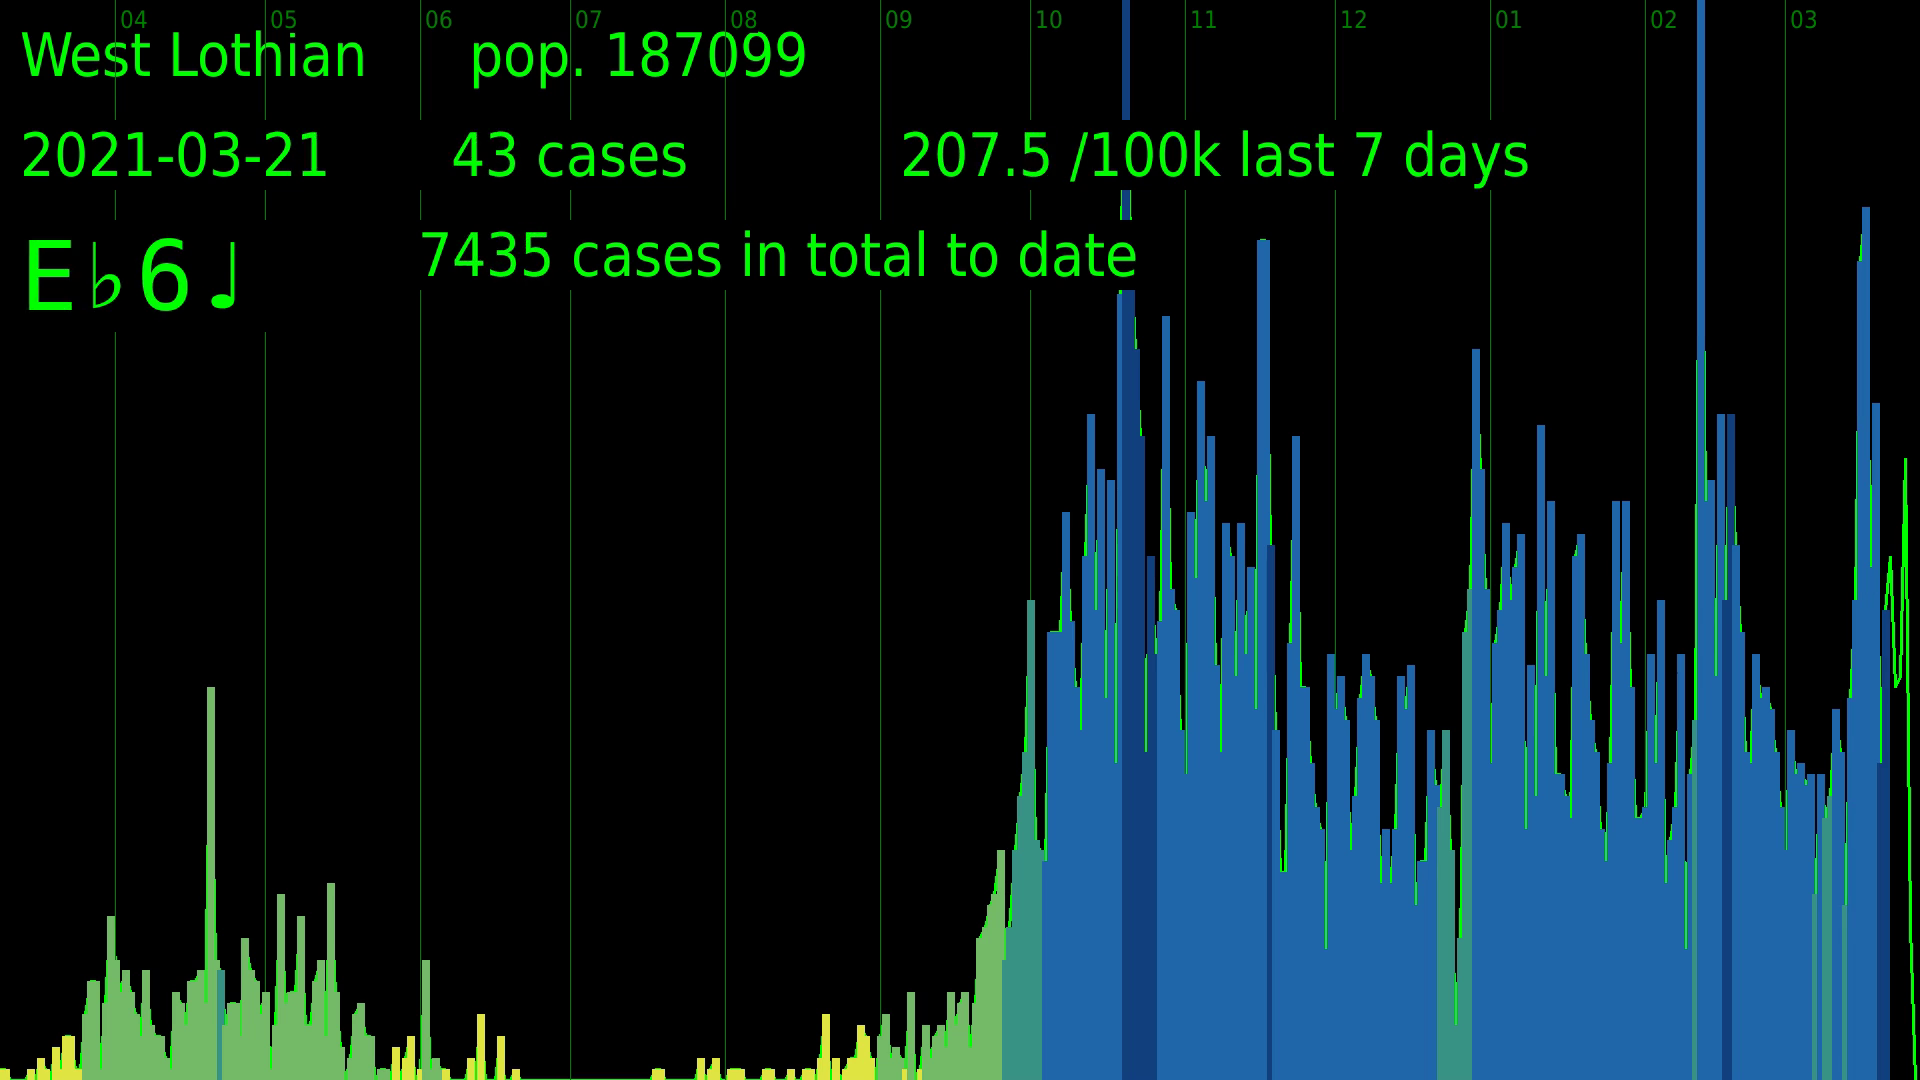 04 05 06 07 08 09 10 11 12 01 02 03
West Lothian pop. 187099
2021-03-21 43 cases 207.5 /100k last 7 days
E♭6♩ 7435 cases in total to date